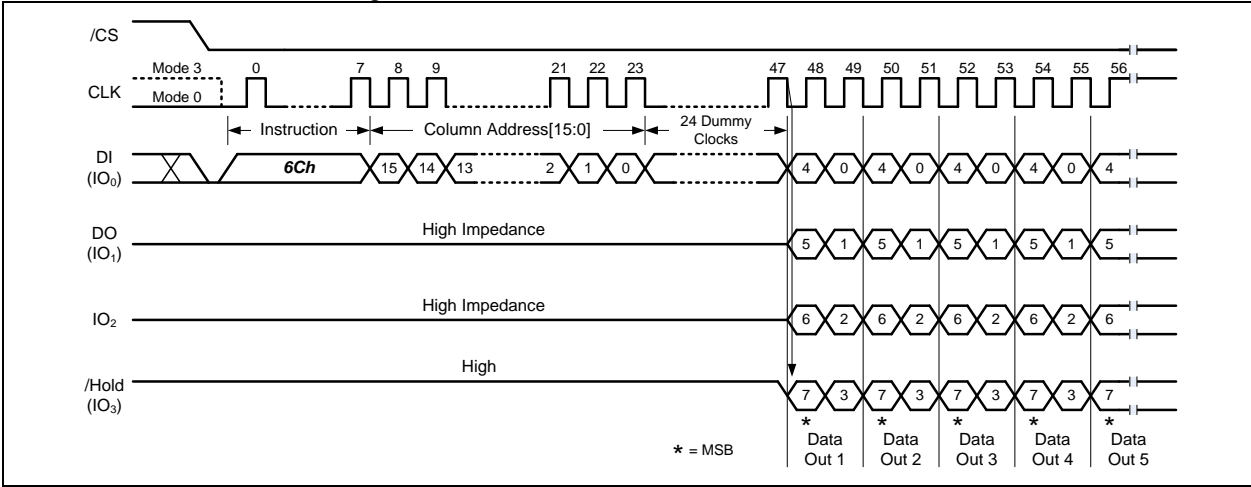 /CS
Mode 3 0 7 8 9 21 22 23 47 48 49 50 51 52 53 54 55 56
CLK
Mode 0
Instruction Column Address[15:0] 24 Dummy
Clocks
DI
(IO₀)
6Ch 15 14 13 2 1 0 4 0 4 0 4 0 4 0 4
High Impedance
DO
(IO₁)
5 1 5 1 5 1 5 1 5
High Impedance
IO₂
6 2 6 2 6 2 6 2 6
High
/Hold
(IO₃)
7 3 7 3 7 3 7 3 7
* * * * *
* = MSB
Data Data Data Data Data
Out 1 Out 2 Out 3 Out 4 Out 5